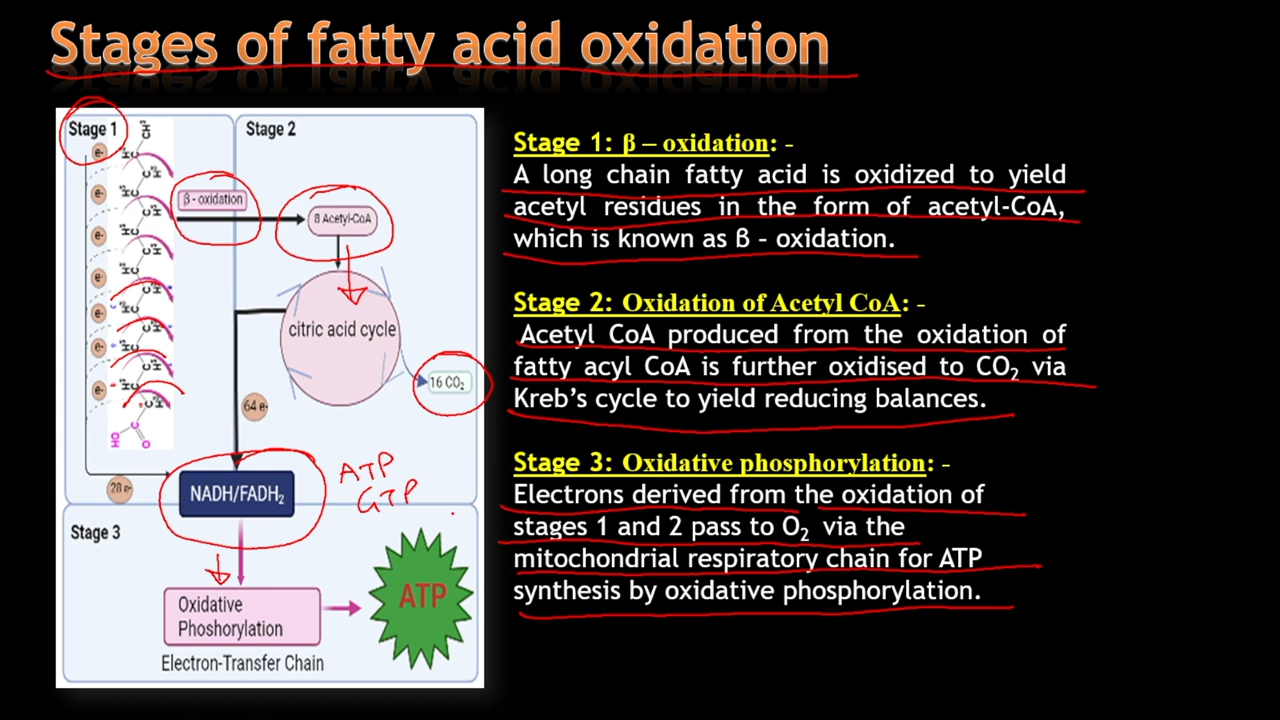 Stages of fatty acid oxidation
Stage 1
Stage 2
e-
e-
e-
e-
e-
e-
e-
HO
O
β - oxidation
8 Acetyl-CoA
citric acid cycle
16 CO₂
64 e-
28 e-
NADH/FADH₂
ATP
GTP
Stage 3
Oxidative
Phoshorylation
ATP
Electron-Transfer Chain
Stage 1: β – oxidation: -
A long chain fatty acid is oxidized to yield
acetyl residues in the form of acetyl-CoA,
which is known as ß – oxidation.
Stage 2: Oxidation of Acetyl CoA: -
Acetyl CoA produced from the oxidation of
fatty acyl CoA is further oxidised to CO₂ via
Kreb’s cycle to yield reducing balances.
Stage 3: Oxidative phosphorylation: -
Electrons derived from the oxidation of
stages 1 and 2 pass to O₂ via the
mitochondrial respiratory chain for ATP
synthesis by oxidative phosphorylation.